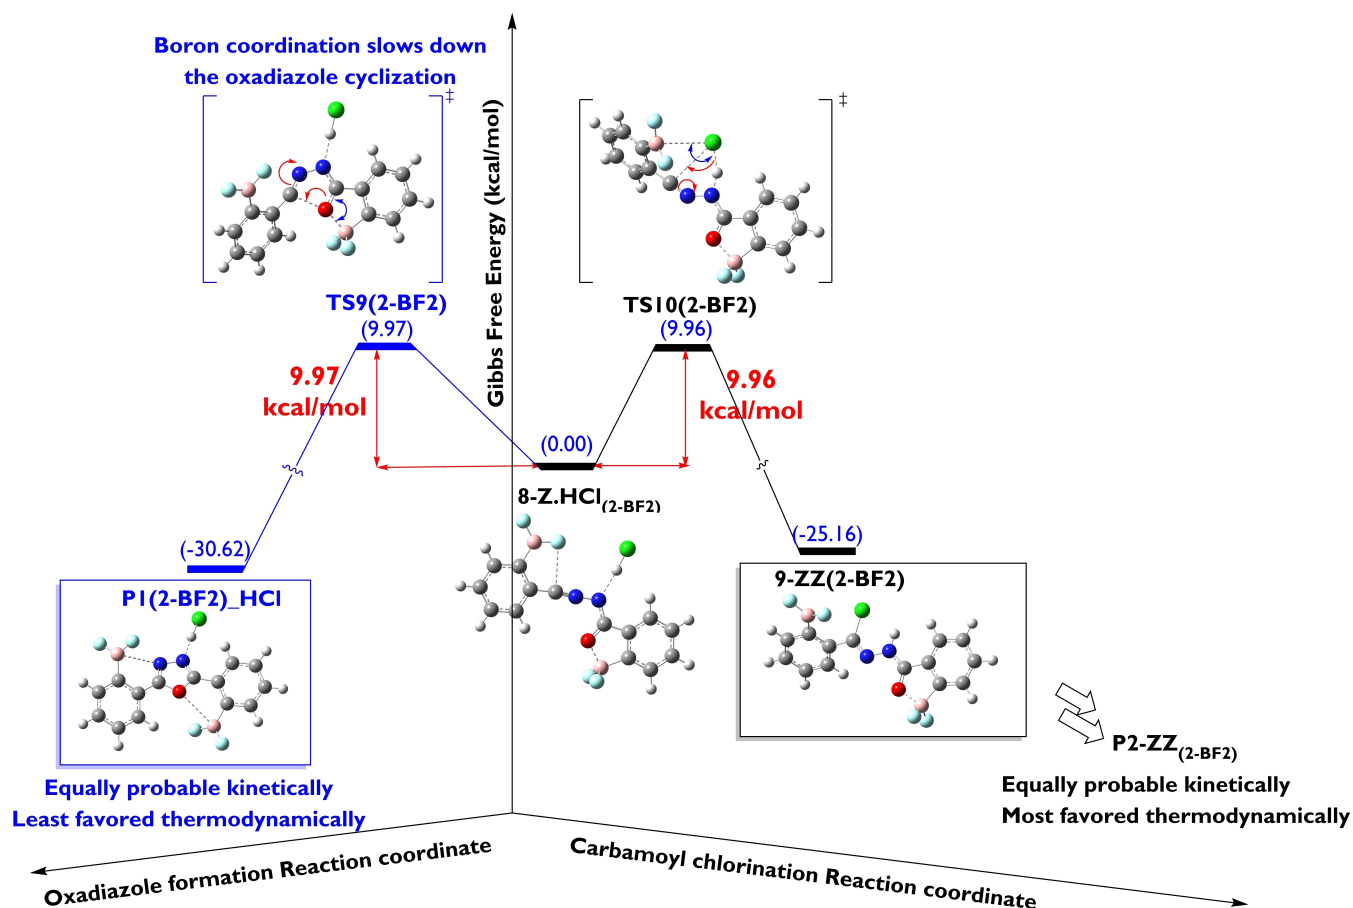 Boron coordination slows down
the oxadiazole cyclization
‡
‡
Gibbs Free Energy (kcal/mol)
TS9(2-BF2)
(9.97)
TS10(2-BF2)
(9.96)
9.97
kcal/mol
9.96
kcal/mol
(0.00)
8-Z.HCl(2-BF2)
(-30.62)
(-25.16)
P1(2-BF2)_HCl
9-ZZ(2-BF2)
P2-ZZ(2-BF2)
Equally probable kinetically
Least favored thermodynamically
Equally probable kinetically
Most favored thermodynamically
Oxadiazole formation Reaction coordinate
Carbamoyl chlorination Reaction coordinate